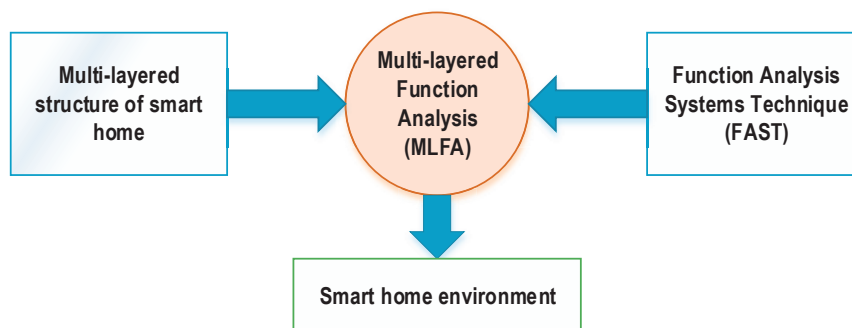 Multi-layered
structure of smart
home
Multi-layered
Function
Analysis
(MLFA)
Function Analysis
Systems Technique
(FAST)
Smart home environment